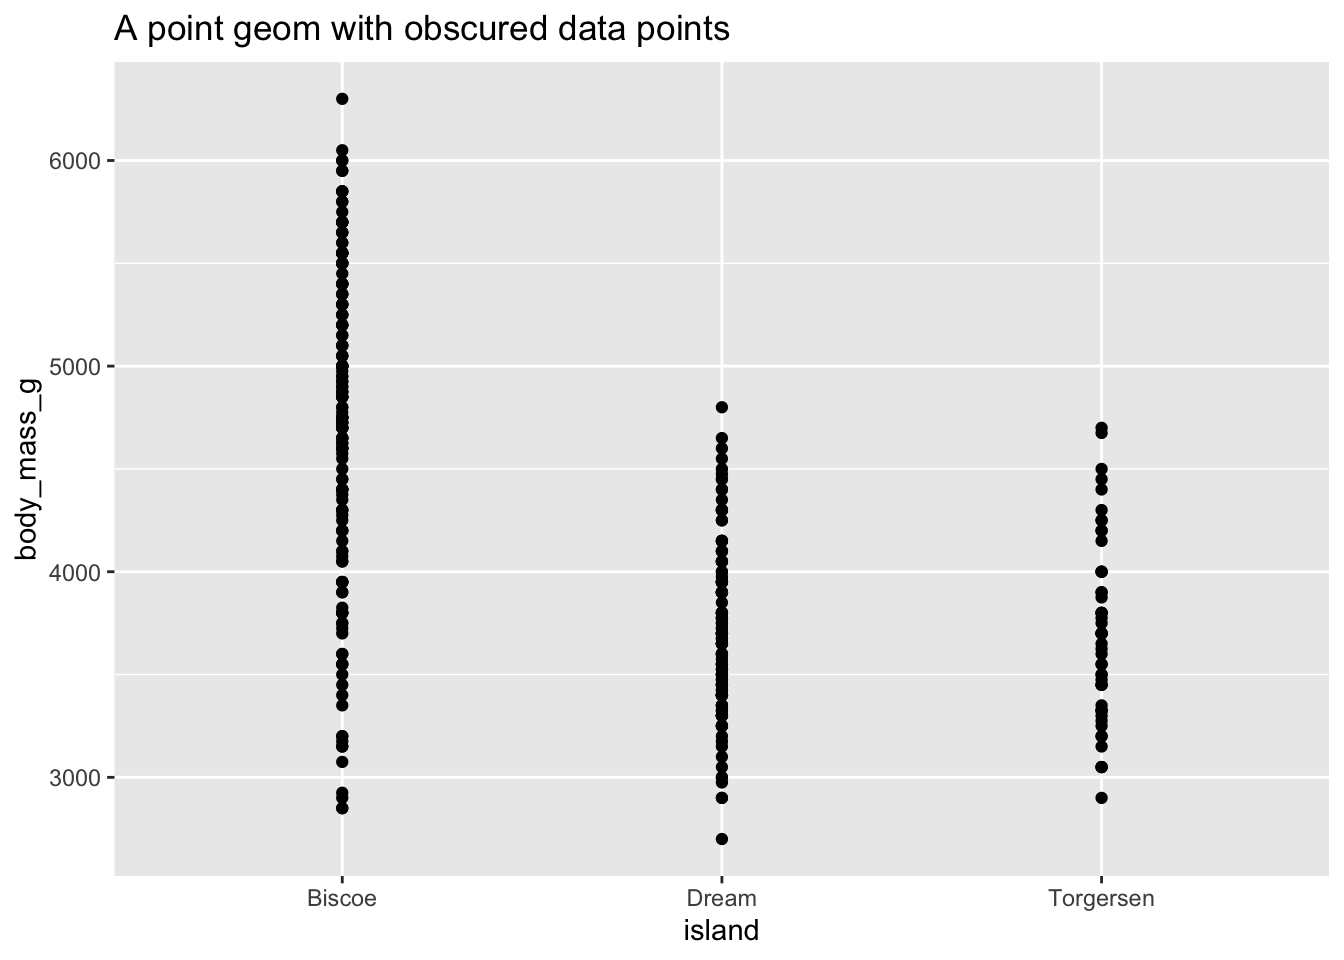 A point geom with obscured data points
6000
5000
4000
3000
body_mass_g
Biscoe Dream Torgersen
island